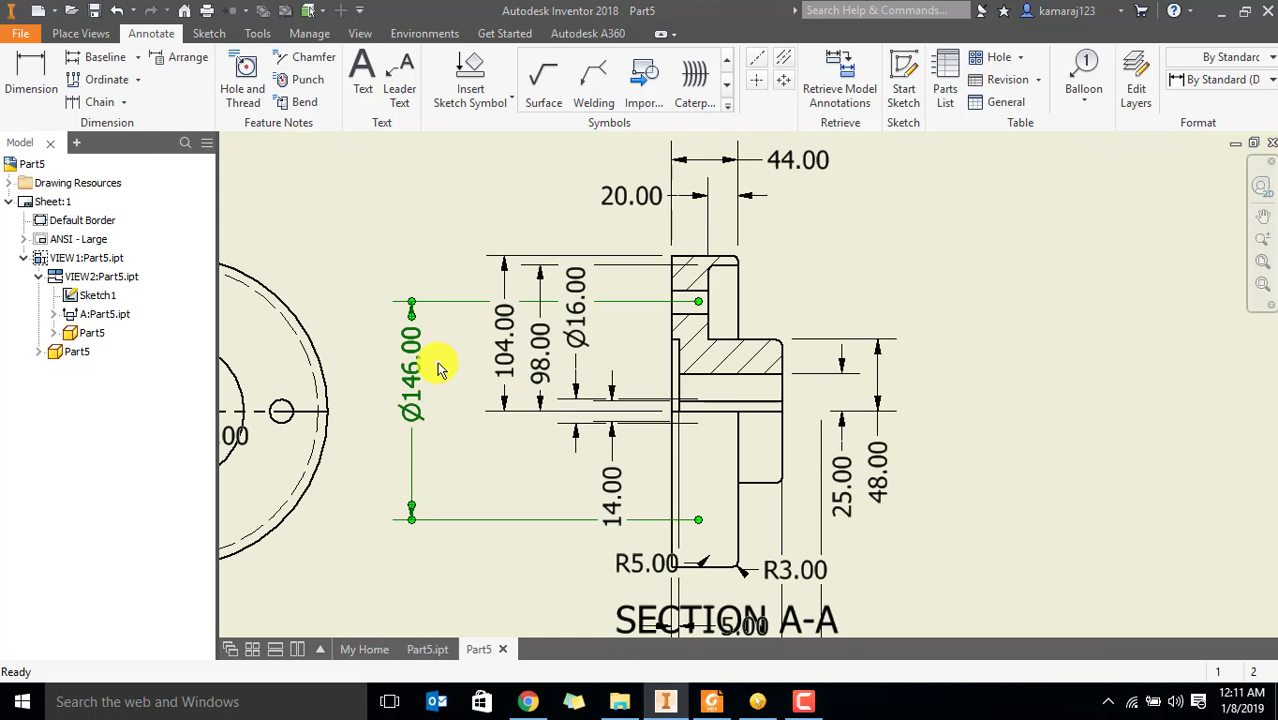 Autodesk Inventor 2018 Part5
Search Help & Commands...
kamaraj123
File Place Views Annotate Sketch Tools Manage View Environments Get Started Autodesk A360
Dimension
Baseline
Ordinate
Chain
Arrange
Dimension
Hole and Thread
Chamfer
Punch
Bend
Feature Notes
Text
Leader Text
Text
Insert Sketch Symbol
Surface
Welding
Impor...
Caterp...
Symbols
Retrieve Model Annotations
Retrieve
Start Sketch
Sketch
Parts List
Hole
Revision
General
Table
Balloon
Edit Layers
By Standarc
By Standard (D
Format
Model
Part5
Drawing Resources
Sheet:1
Default Border
ANSI - Large
VIEW1:Part5.ipt
VIEW2:Part5.ipt
Sketch1
A:Part5.ipt
Part5
Part5
44.00
20.00
Ø146.00
104.00
98.00
Ø16.00
14.00
25.00
48.00
00
R5.00
R3.00
SECTION A-A
5.00
My Home Part5.ipt Part5
Ready
1 2
Search the web and Windows
12:11 AM
1/8/2019